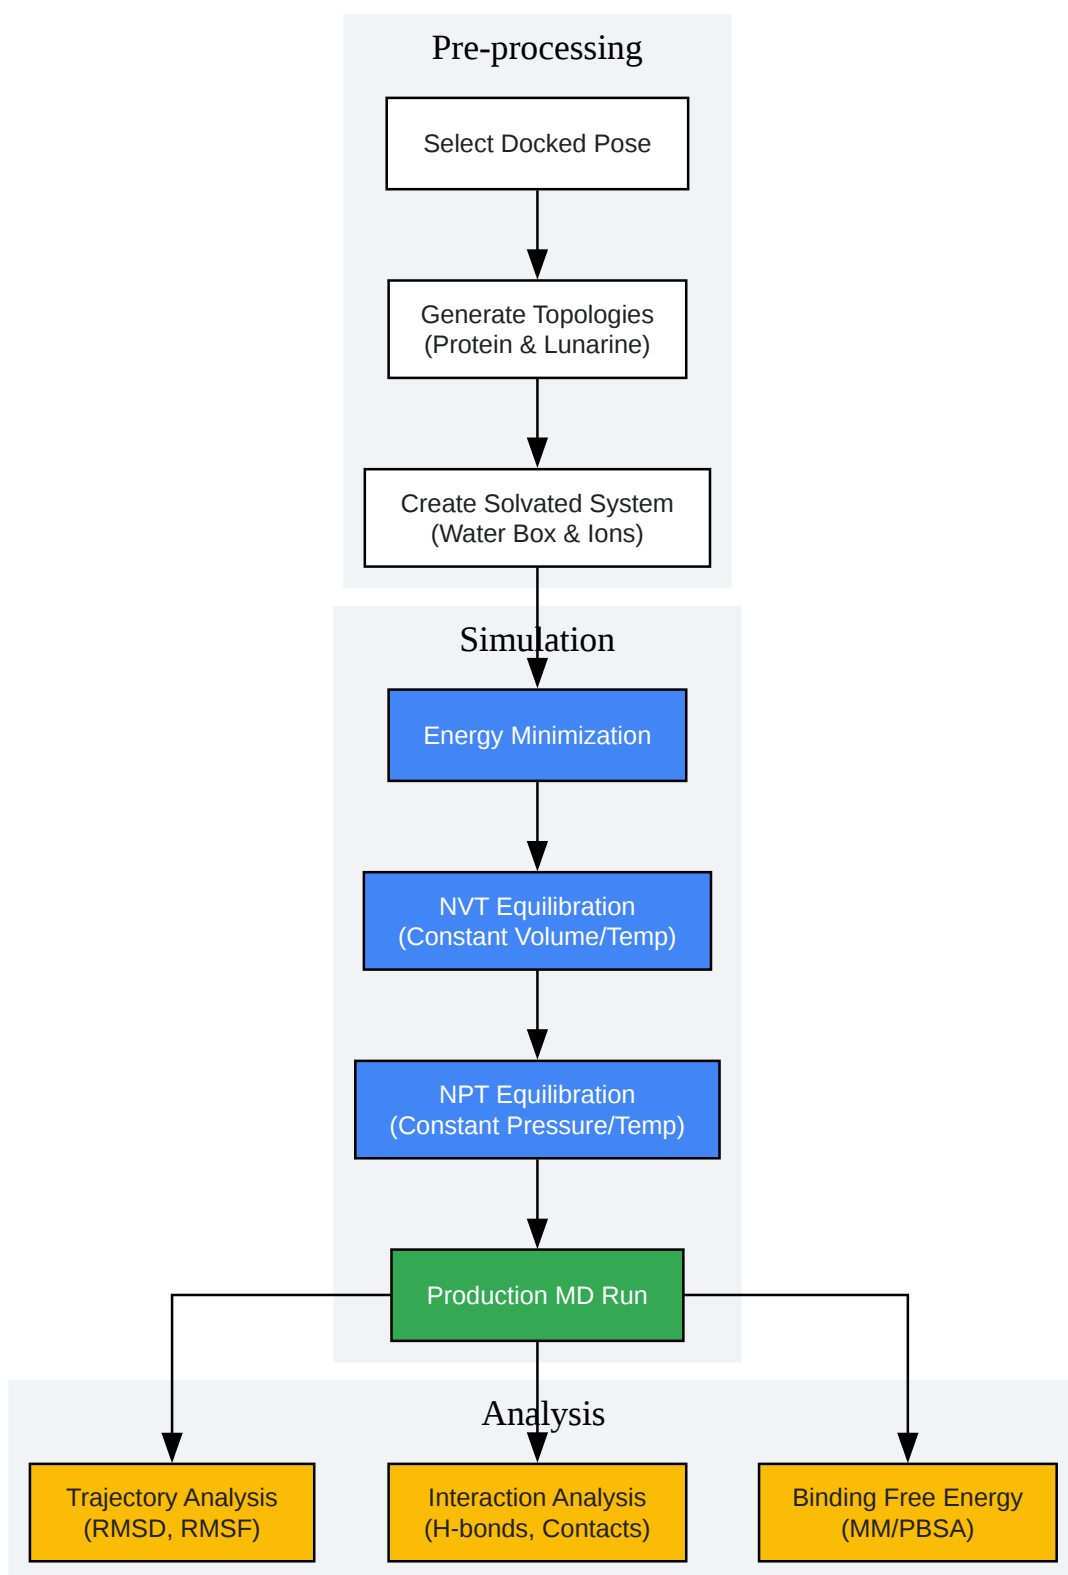 Pre-processing
Select Docked Pose
Generate Topologies
(Protein & Lunarine)
Create Solvated System
(Water Box & Ions)
Simulation
Energy Minimization
NVT Equilibration
(Constant Volume/Temp)
NPT Equilibration
(Constant Pressure/Temp)
Production MD Run
Analysis
Trajectory Analysis
(RMSD, RMSF)
Interaction Analysis
(H-bonds, Contacts)
Binding Free Energy
(MM/PBSA)